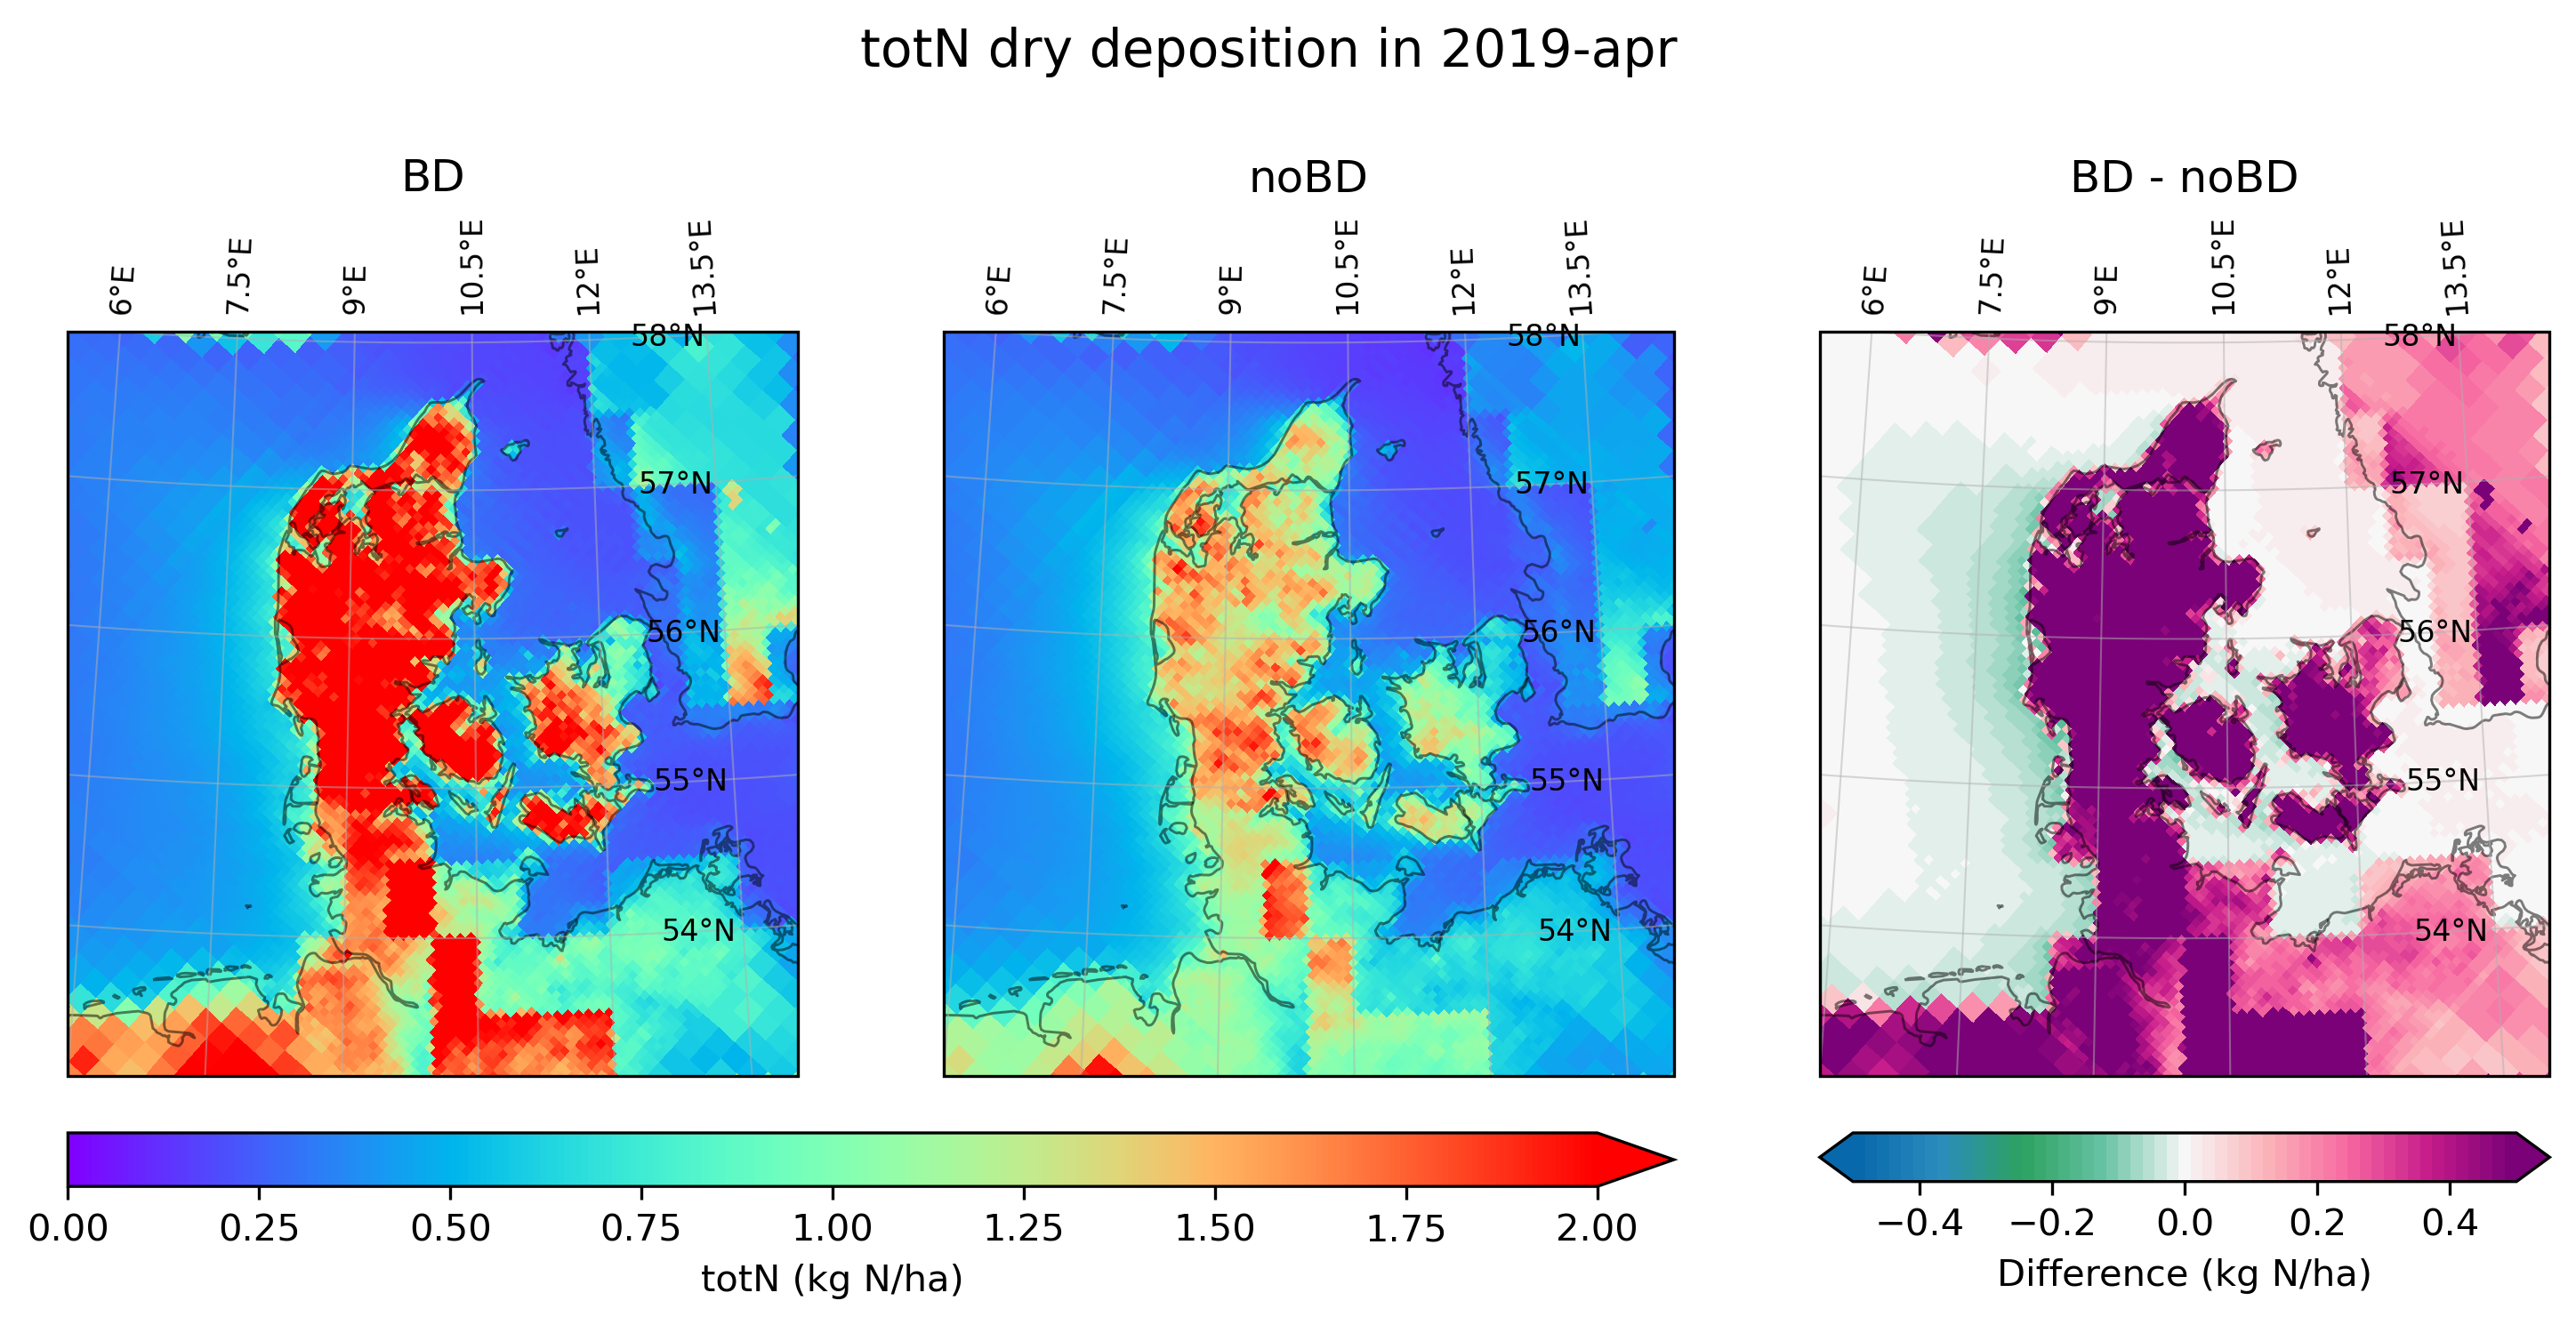 totN dry deposition in 2019-apr
BD
noBD
BD - noBD
6°E 7.5°E 9°E 10.5°E 12°E 13.5°E
6°E 7.5°E 9°E 10.5°E 12°E 13.5°E
6°E 7.5°E 9°E 10.5°E 12°E 13.5°E
58°N 58°N 58°N
57°N 57°N 57°N
56°N 56°N 56°N
55°N 55°N 55°N
54°N 54°N 54°N
0.00 0.25 0.50 0.75 1.00 1.25 1.50 1.75 2.00
totN (kg N/ha)
−0.4 −0.2 0.0 0.2 0.4
Difference (kg N/ha)